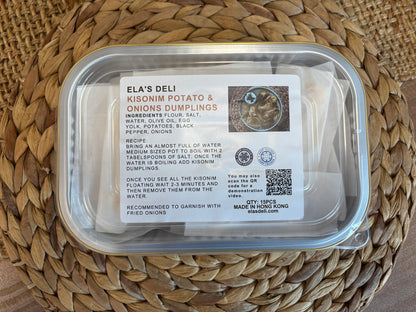 ELA'S DELI
KISONIM POTATO &
ONIONS DUMPLINGS
INGREDIENTS FLOUR, SALT,
WATER, OLIVE OIL, EGG
YOLK, POTATOES, BLACK
PEPPER, ONIONS
RECIPE
BRING AN ALMOST FULL OF WATER
MEDIUM SIZED POT TO BOIL WITH 2
TABELSPOONS OF SALT. ONCE THE
WATER IS BOILING ADD KISONIM
DUMPLINGS.
ONCE YOU SEE ALL THE KISONIM
FLOATING WAIT 2-3 MINUTES AND
THEN REMOVE THEM FROM THE
WATER.
RECOMMENDED TO GARNISH WITH
FRIED ONIONS
You may also
scan the QR
code for a
demonstration
video.
QTY: 15PCS
MADE IN HONG KONG
elasdeli.com